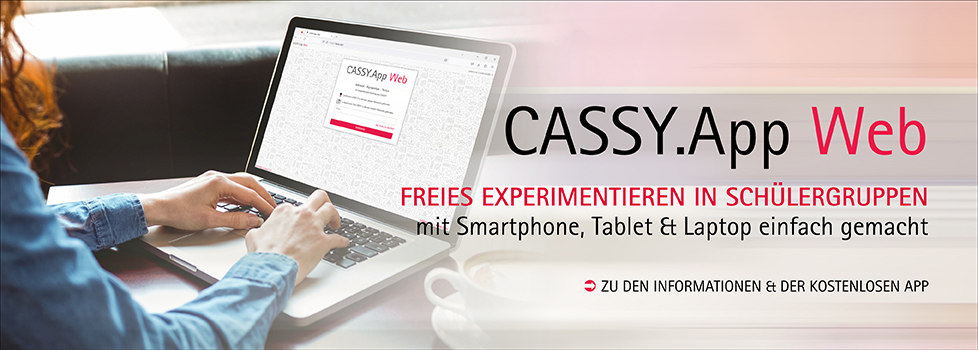 CASSY.App Web
CASSY.App Web
FREIES EXPERIMENTIEREN IN SCHÜLERGRUPPEN
mit Smartphone, Tablet & Laptop einfach gemacht
ZU DEN INFORMATIONEN & DER KOSTENLOSEN APP